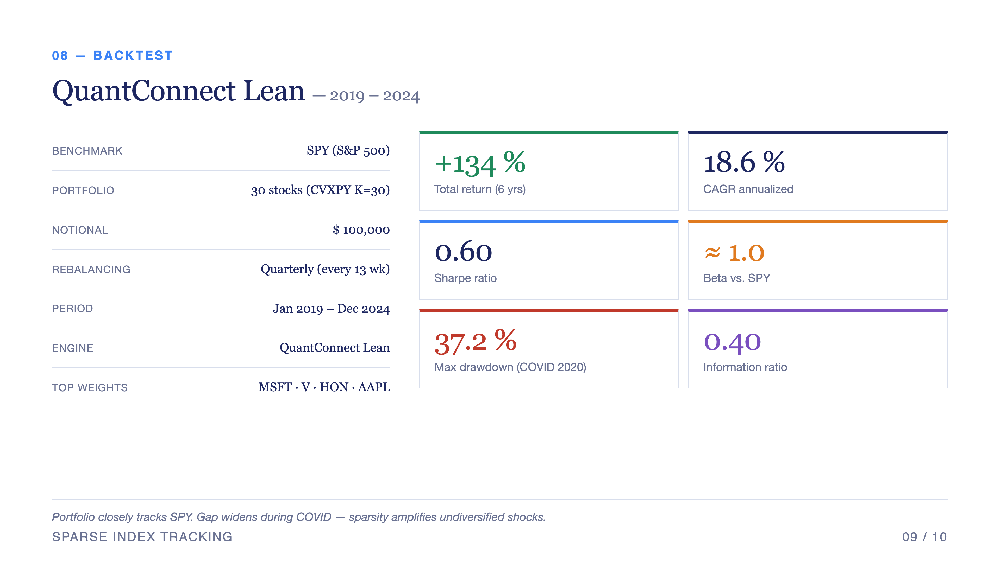 08 — BACKTEST
QuantConnect Lean — 2019 – 2024
BENCHMARK SPY (S&P 500)
PORTFOLIO 30 stocks (CVXPY K=30)
NOTIONAL $ 100,000
REBALANCING Quarterly (every 13 wk)
PERIOD Jan 2019 – Dec 2024
ENGINE QuantConnect Lean
TOP WEIGHTS MSFT · V · HON · AAPL
+134 %
Total return (6 yrs)
18.6 %
CAGR annualized
0.60
Sharpe ratio
≈ 1.0
Beta vs. SPY
37.2 %
Max drawdown (COVID 2020)
0.40
Information ratio
Portfolio closely tracks SPY. Gap widens during COVID — sparsity amplifies undiversified shocks.
SPARSE INDEX TRACKING 09 / 10